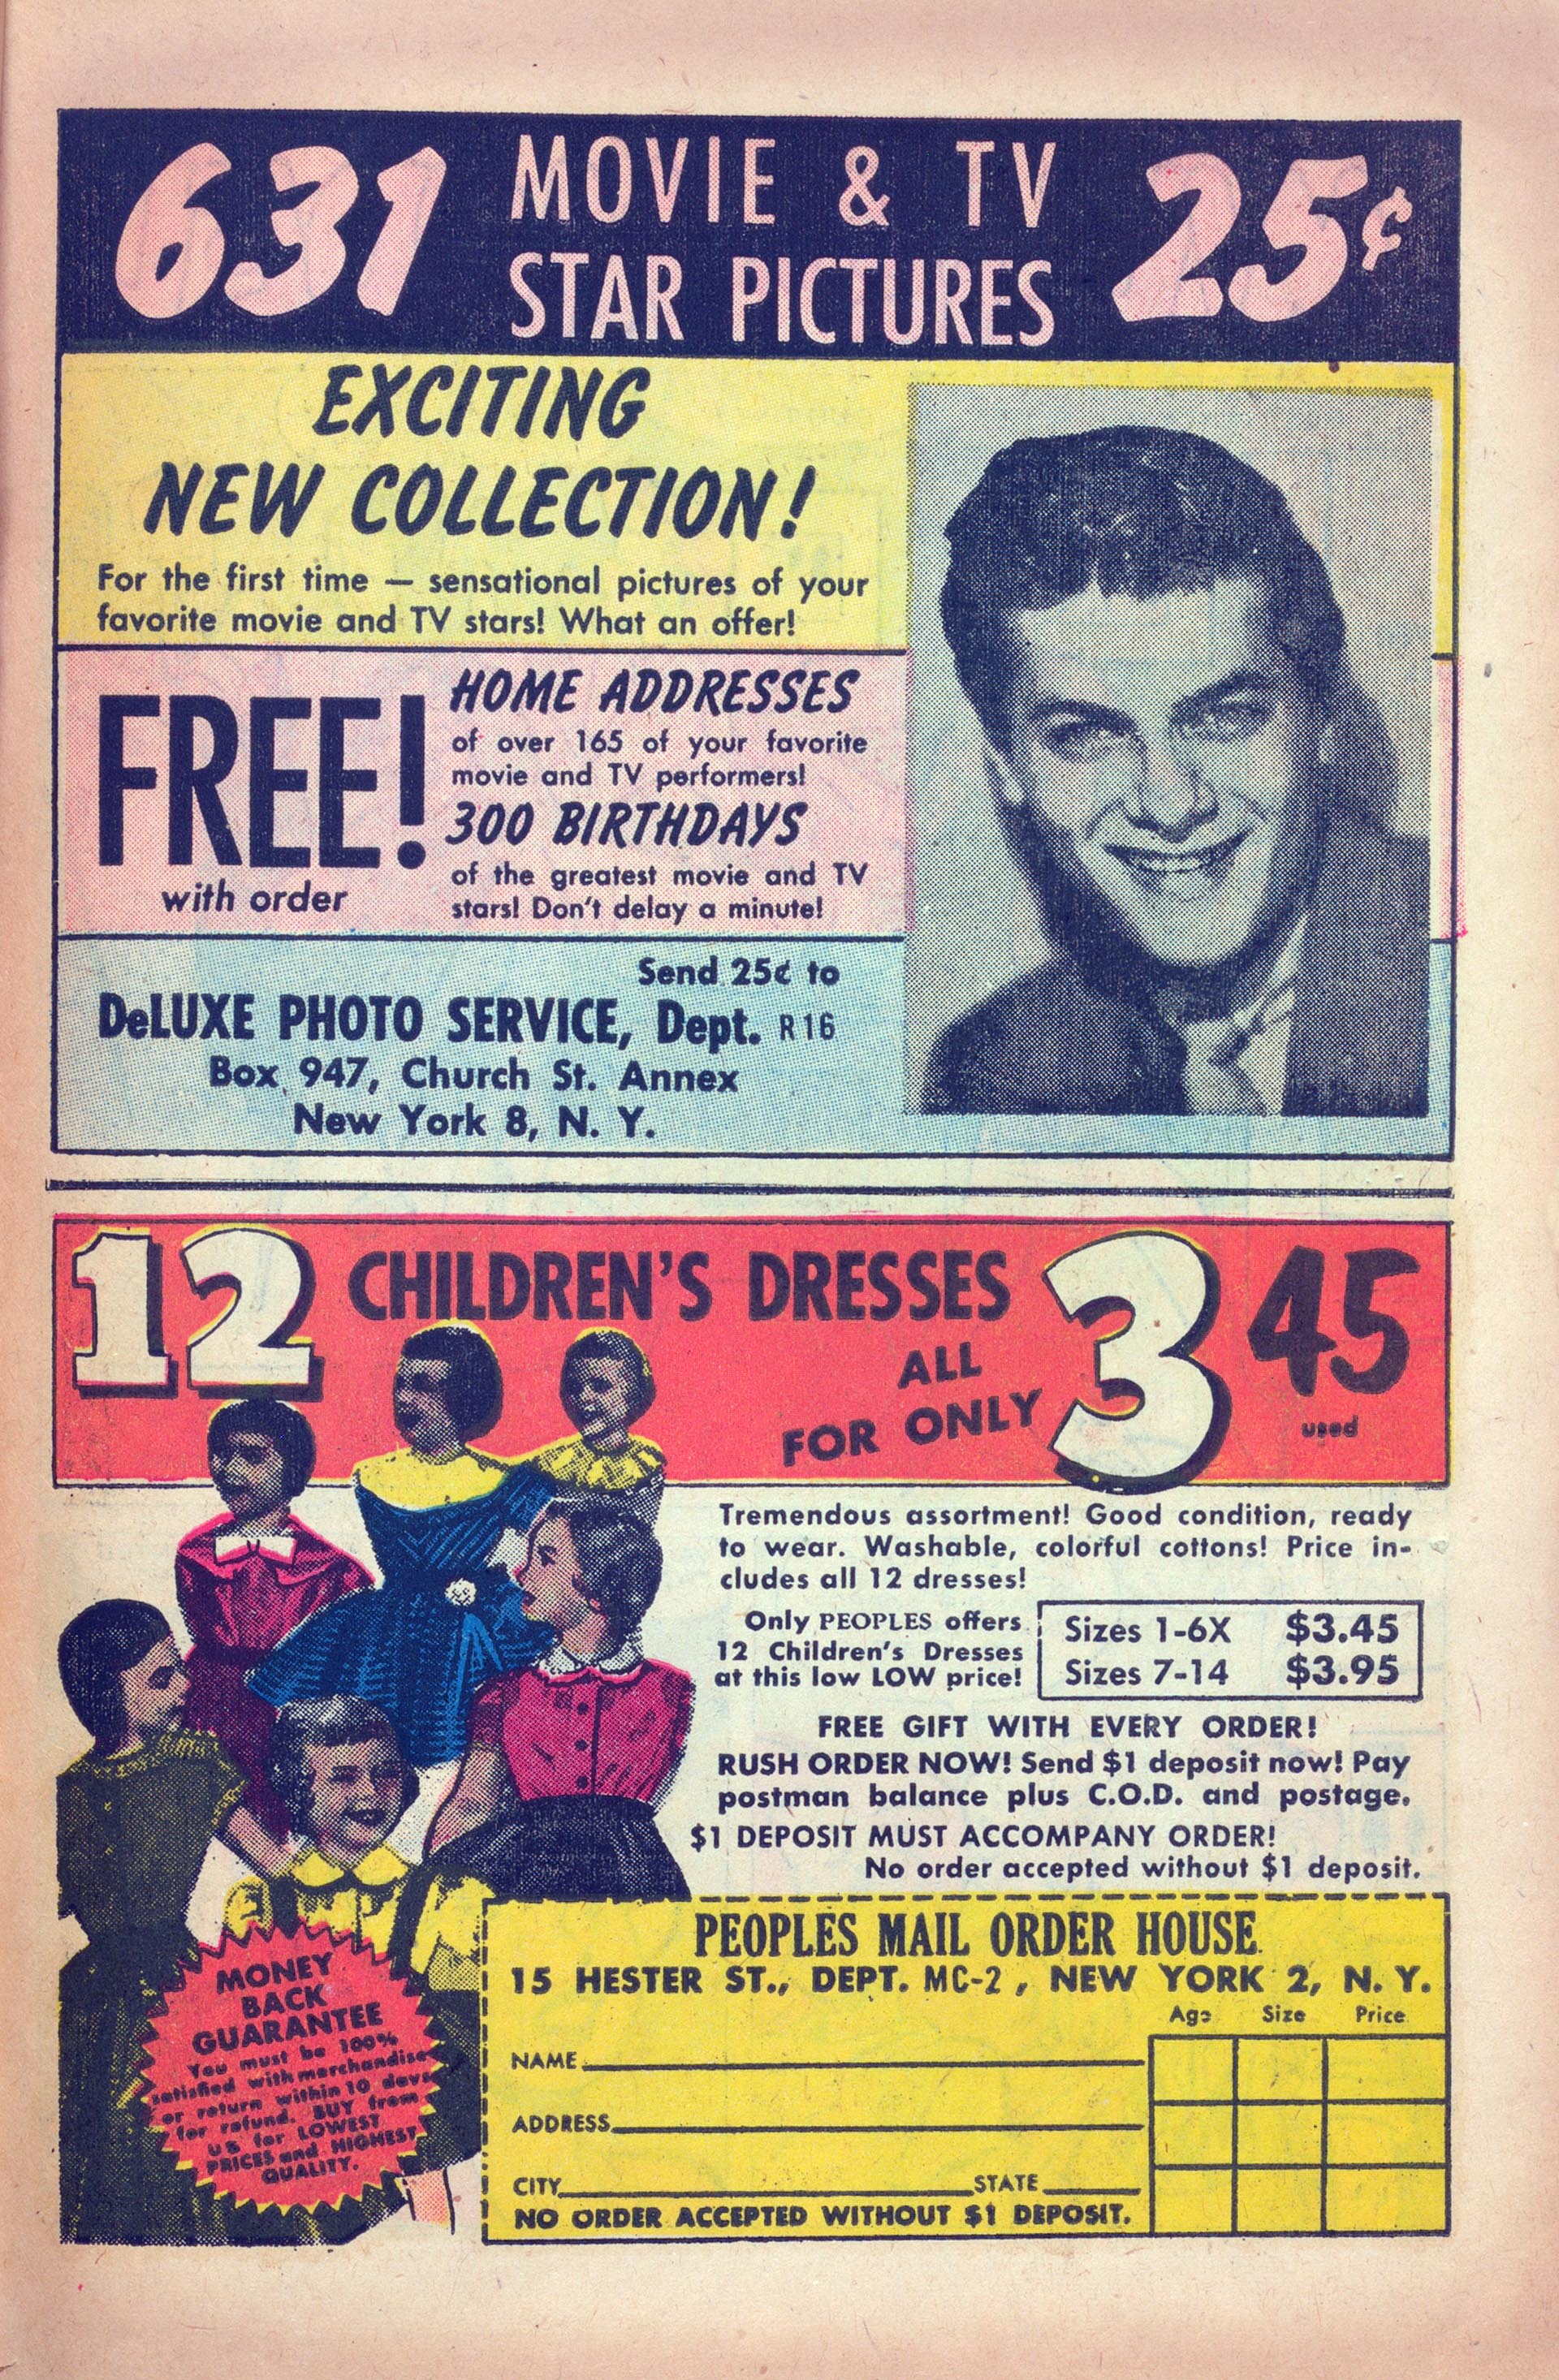 631 MOVIE & TV STAR PICTURES 25¢
EXCITING
NEW COLLECTION!
For the first time — sensational pictures of your
favorite movie and TV stars! What an offer!
FREE!
with order
HOME ADDRESSES
of over 165 of your favorite
movie and TV performers!
300 BIRTHDAYS
of the greatest movie and TV
stars! Don't delay a minute!
Send 25¢ to
DeLUXE PHOTO SERVICE, Dept. R16
Box 947, Church St. Annex
New York 8, N. Y.
12 CHILDREN'S DRESSES
ALL
FOR ONLY
3 45
used
Tremendous assortment! Good condition, ready
to wear. Washable, colorful cottons! Price in-
cludes all 12 dresses!
Only PEOPLES offers
12 Children's Dresses
at this low LOW price!
Sizes 1-6X $3.45
Sizes 7-14 $3.95
FREE GIFT WITH EVERY ORDER!
RUSH ORDER NOW! Send $1 deposit now! Pay
postman balance plus C.O.D. and postage.
$1 DEPOSIT MUST ACCOMPANY ORDER!
No order accepted without $1 deposit.
MONEY
BACK
GUARANTEE
You must be 100%
satisfied with merchandise
or return within 10 days
for refund. BUY from
us for LOWEST
PRICES and HIGHEST
QUALITY.
PEOPLES MAIL ORDER HOUSE
15 HESTER ST., DEPT. MC-2, NEW YORK 2, N. Y.
Age Size Price
NAME
ADDRESS
CITY STATE
NO ORDER ACCEPTED WITHOUT $1 DEPOSIT.